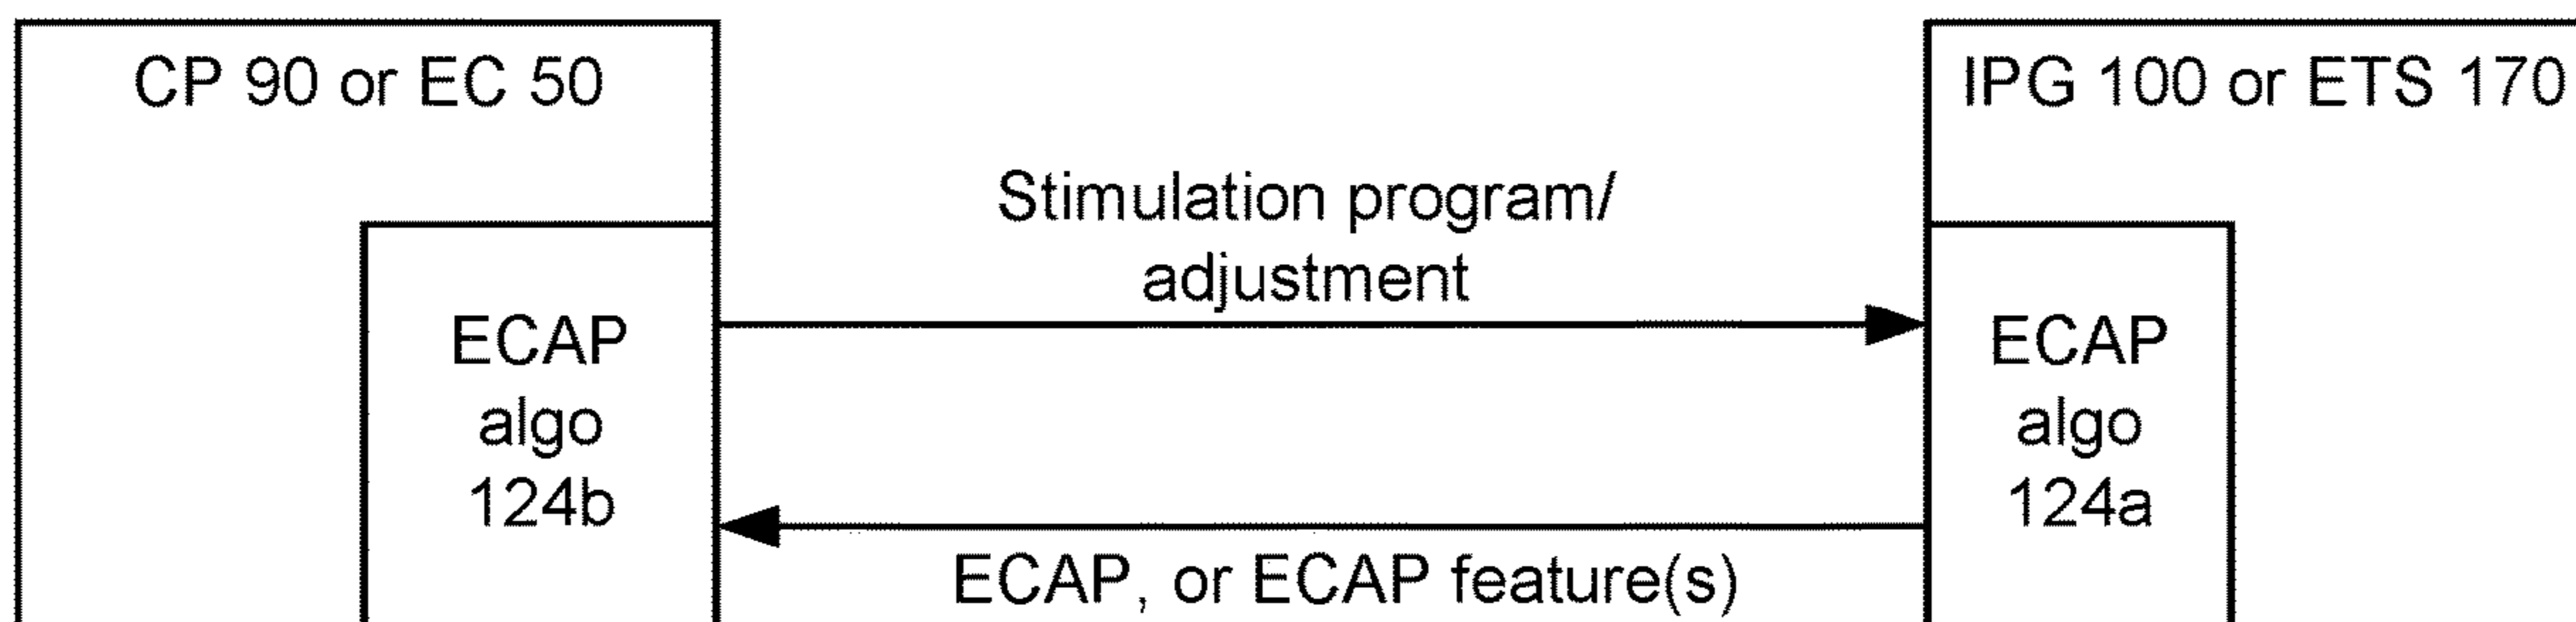 CP 90 or EC 50
IPG 100 or ETS 170
Stimulation program/
adjustment
ECAP
algo
124b
ECAP
algo
124a
ECAP, or ECAP feature(s)